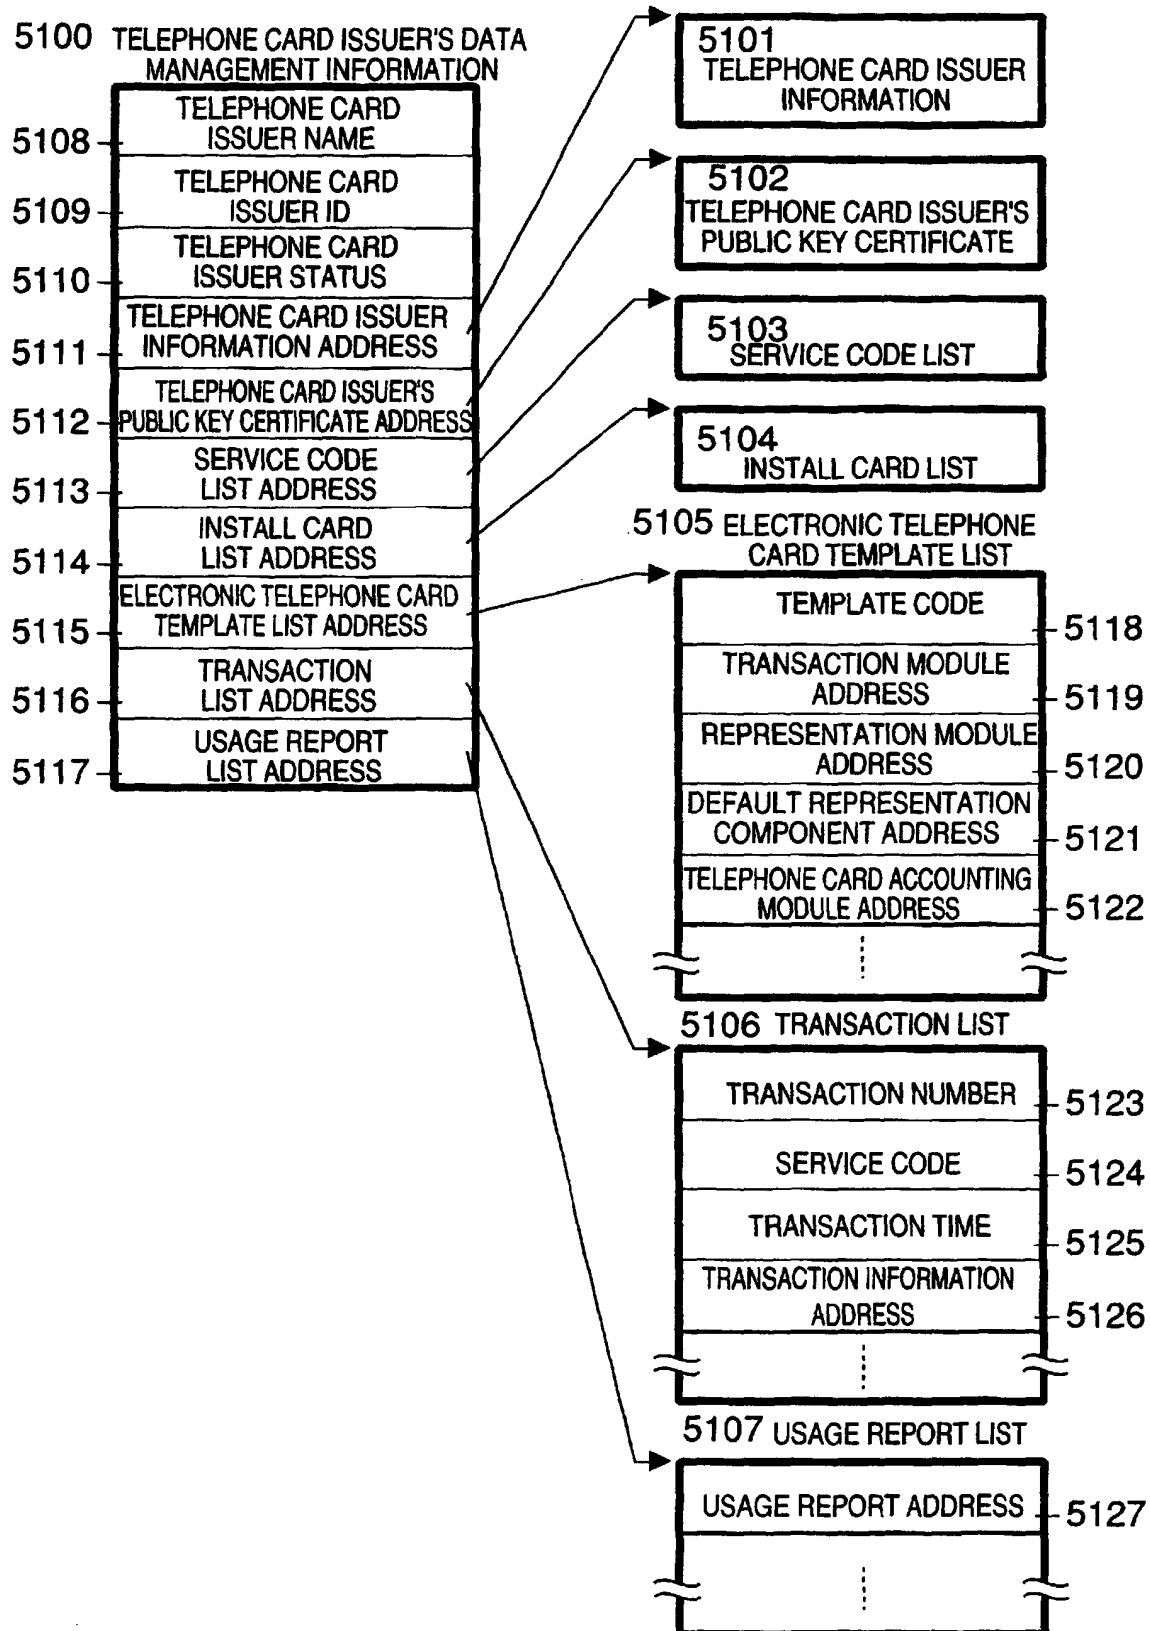 5100 TELEPHONE CARD ISSUER'S DATA
MANAGEMENT INFORMATION
TELEPHONE CARD
ISSUER NAME
5108
TELEPHONE CARD
ISSUER ID
5109
TELEPHONE CARD
ISSUER STATUS
5110
TELEPHONE CARD ISSUER
INFORMATION ADDRESS
5111
TELEPHONE CARD ISSUER'S
PUBLIC KEY CERTIFICATE ADDRESS
5112
SERVICE CODE
LIST ADDRESS
5113
INSTALL CARD
LIST ADDRESS
5114
ELECTRONIC TELEPHONE CARD
TEMPLATE LIST ADDRESS
5115
TRANSACTION
LIST ADDRESS
5116
USAGE REPORT
LIST ADDRESS
5117
5101
TELEPHONE CARD ISSUER
INFORMATION
5102
TELEPHONE CARD ISSUER'S
PUBLIC KEY CERTIFICATE
5103
SERVICE CODE LIST
5104
INSTALL CARD LIST
5105 ELECTRONIC TELEPHONE
CARD TEMPLATE LIST
TEMPLATE CODE
5118
TRANSACTION MODULE
ADDRESS
5119
REPRESENTATION MODULE
ADDRESS
5120
DEFAULT REPRESENTATION
COMPONENT ADDRESS
5121
TELEPHONE CARD ACCOUNTING
MODULE ADDRESS
5122
5106 TRANSACTION LIST
TRANSACTION NUMBER
5123
SERVICE CODE
5124
TRANSACTION TIME
5125
TRANSACTION INFORMATION
ADDRESS
5126
5107 USAGE REPORT LIST
USAGE REPORT ADDRESS
5127